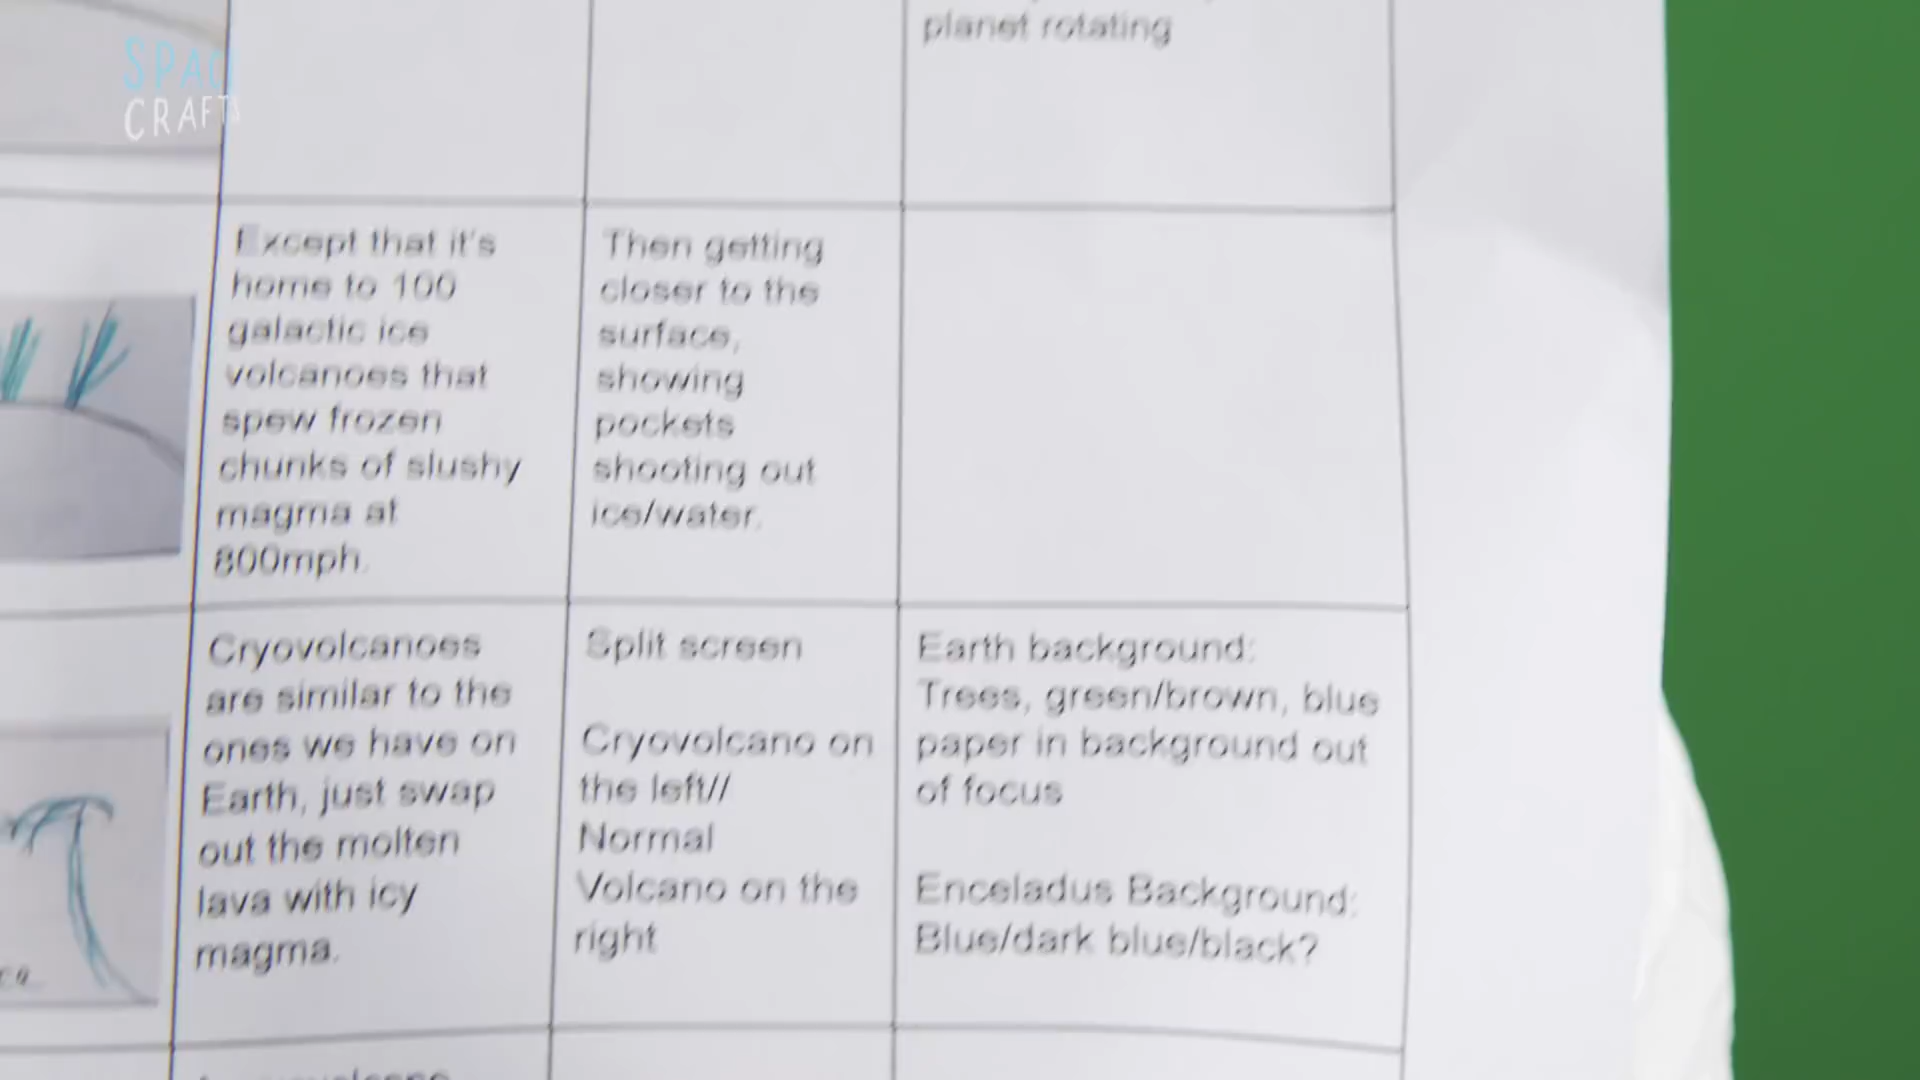 SPACE
CRAFTS
planet rotating
Except that it's
home to 100
galactic ice
volcanoes that
spew frozen
chunks of slushy
magma at
800mph.
Then getting
closer to the
surface,
showing
pockets
shooting out
ice/water.
Cryovolcanoes
are similar to the
ones we have on
Earth, just swap
out the molten
lava with icy
magma.
Split screen
Cryovolcano on
the left//
Normal
Volcano on the
right
Earth background:
Trees, green/brown, blue
paper in background out
of focus
Enceladus Background:
Blue/dark blue/black?